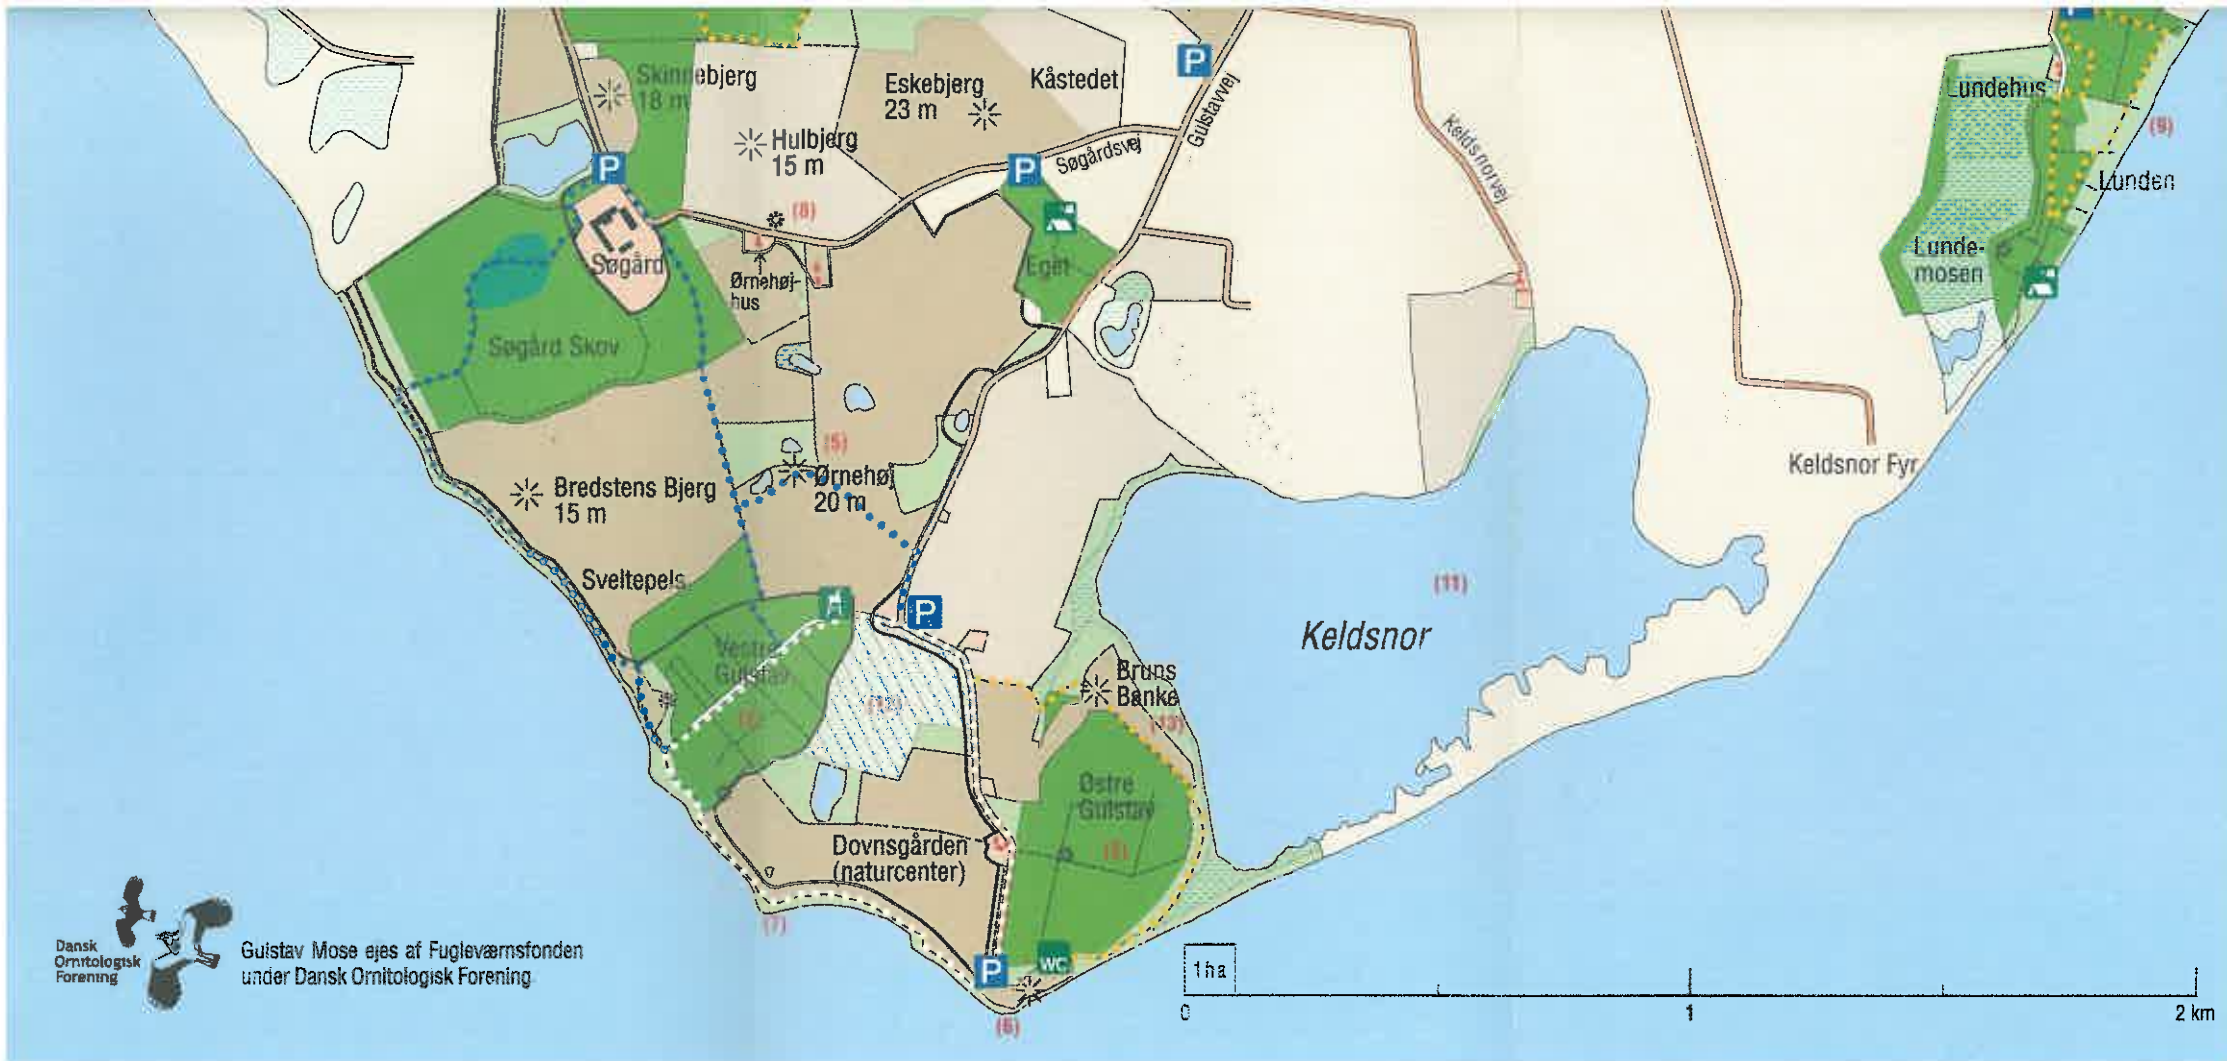 P
Skinnebjerg
18 m
Eskebjerg
23 m
Kåstedet
P
Gulstavvej
Hulbjerg
15 m
P
P
Søgårdsvej
Keldsnorvej
Lundehus
(9)
Lunden
(8)
Søgård
Ørnehøj-
hus
Eget
Lunde-
mosen
Søgård Skov
(5)
Ørnehøj
20 m
Bredstens Bjerg
15 m
Keldsnor Fyr
Sveltepels
P
(11)
Keldsnor
Vestre
Gulstav
(12)
Bruns
Banke
(13)
Østre
Gulstav
Dovnsgården
(naturcenter)
(7)
P
WC
(6)
Dansk
Ornitologisk
Forening
Gulstav Mose ejes af Fugleværnsfonden
under Dansk Ornitologisk Forening
1 ha
0 1 2 km